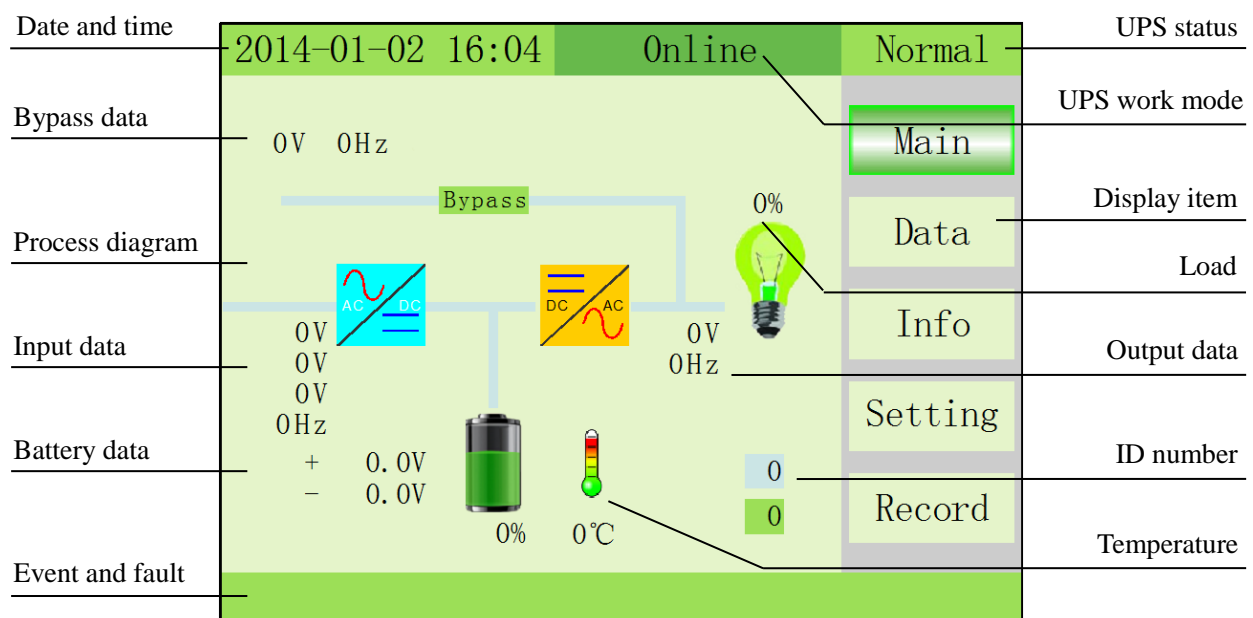 Date and time
2014-01-02 16:04
Online
Normal
UPS status
Bypass data
0V 0Hz
Main
UPS work mode
Bypass
0%
Data
Display item
Process diagram
AC
DC
DC
AC
Load
Info
Input data
0V
0V
0V
0Hz
0V
0Hz
Output data
Setting
Battery data
+ 0.0V
- 0.0V
0%
0℃
0
0
ID number
Record
Temperature
Event and fault